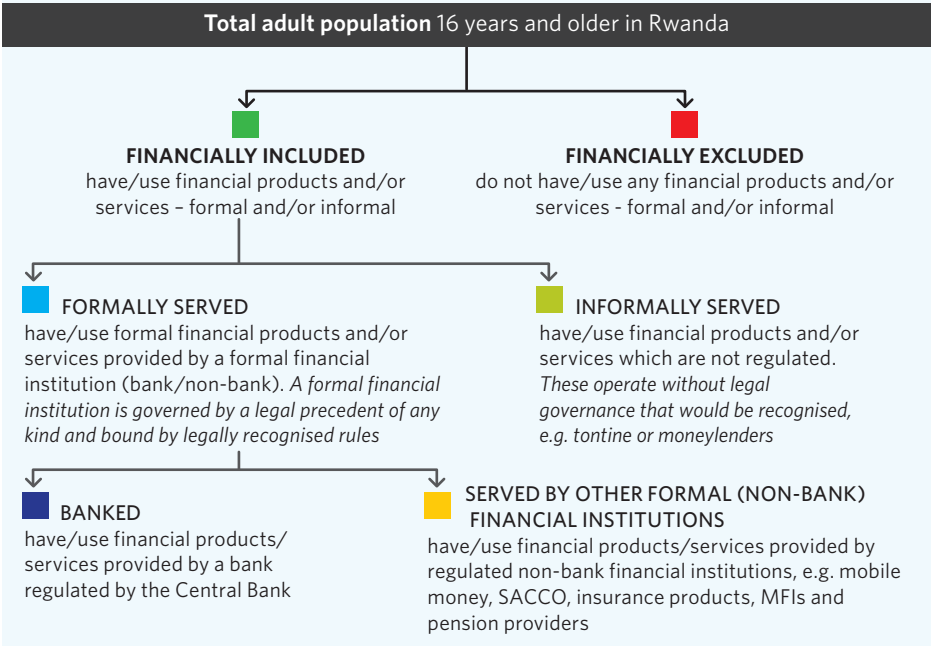 Total adult population 16 years and older in Rwanda
FINANCIALLY INCLUDED
have/use financial products and/or
services – formal and/or informal
FINANCIALLY EXCLUDED
do not have/use any financial products and/or
services - formal and/or informal
FORMALLY SERVED
have/use formal financial products and/or
services provided by a formal financial
institution (bank/non-bank). A formal financial
institution is governed by a legal precedent of any
kind and bound by legally recognised rules
INFORMALLY SERVED
have/use financial products and/or
services which are not regulated.
These operate without legal
governance that would be recognised,
e.g. tontine or moneylenders
BANKED
have/use financial products/
services provided by a bank
regulated by the Central Bank
SERVED BY OTHER FORMAL (NON-BANK)
FINANCIAL INSTITUTIONS
have/use financial products/services provided by
regulated non-bank financial institutions, e.g. mobile
money, SACCO, insurance products, MFIs and
pension providers